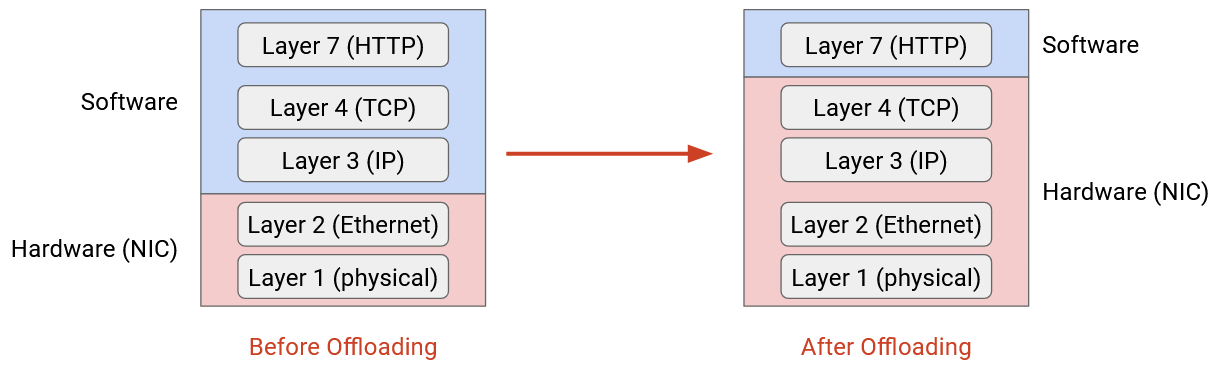 Software
Hardware (NIC)
Layer 7 (HTTP)
Layer 4 (TCP)
Layer 3 (IP)
Layer 2 (Ethernet)
Layer 1 (physical)
Before Offloading
Layer 7 (HTTP)
Layer 4 (TCP)
Layer 3 (IP)
Layer 2 (Ethernet)
Layer 1 (physical)
Software
Hardware (NIC)
After Offloading